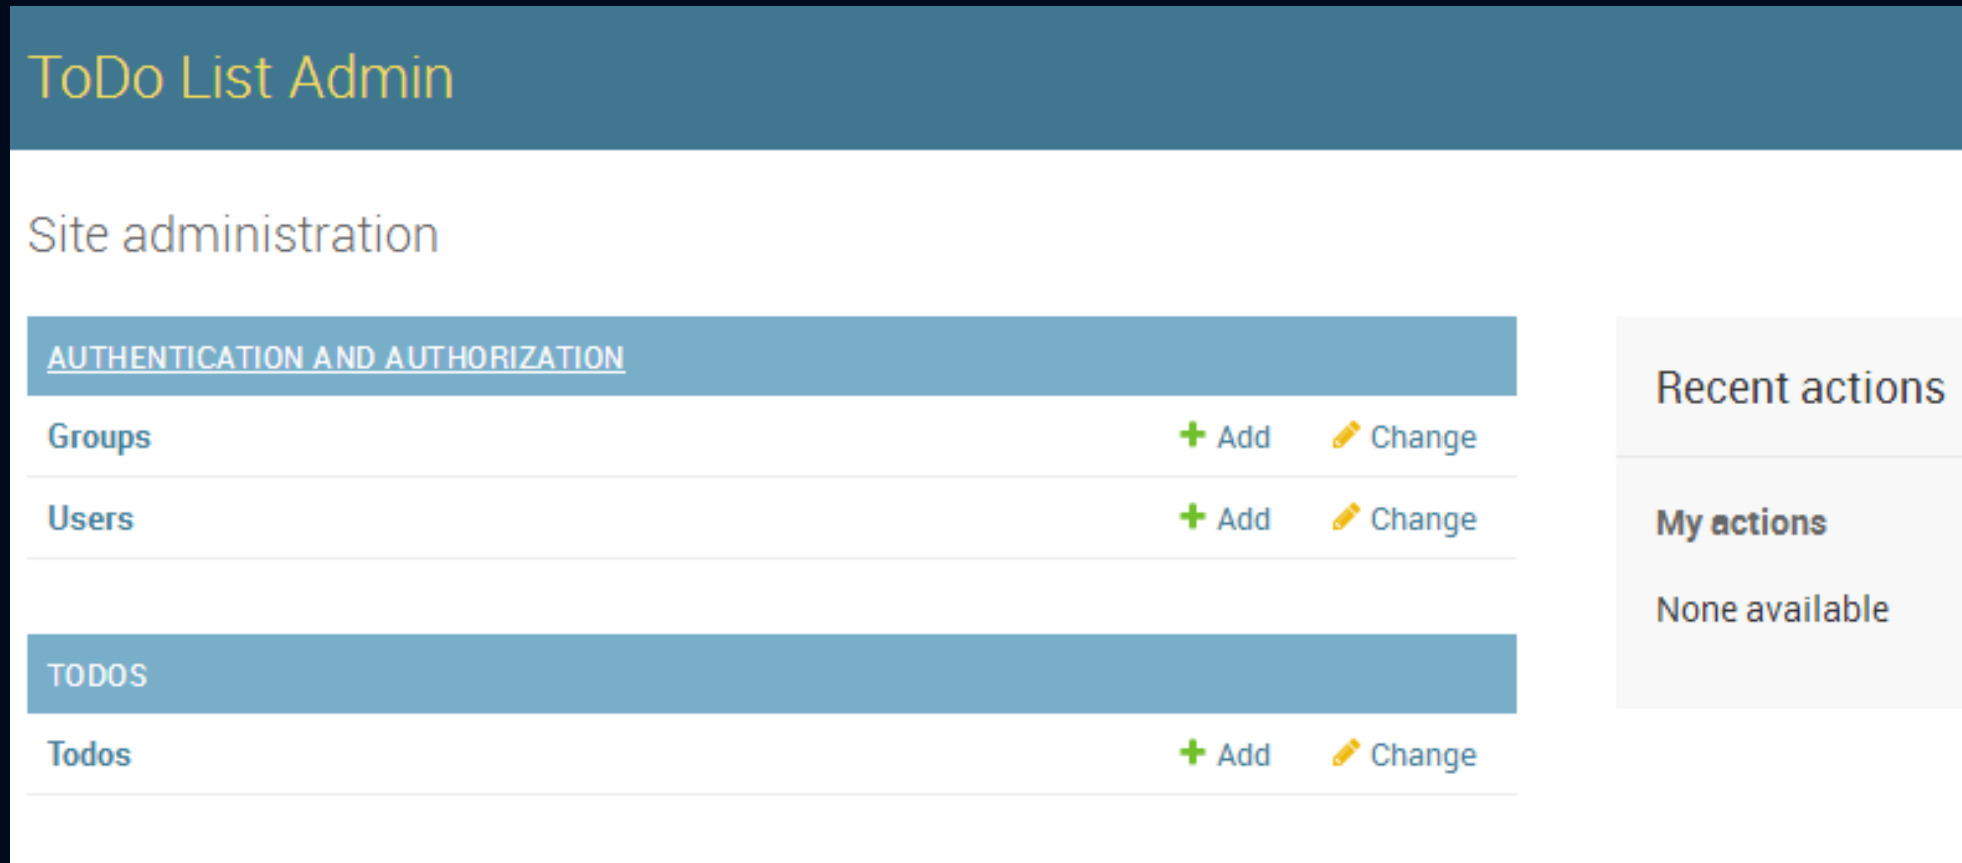 ToDo List Admin
Site administration
AUTHENTICATION AND AUTHORIZATION
Groups Add Change
Users Add Change
TODOS
Todos Add Change
Recent actions
My actions
None available